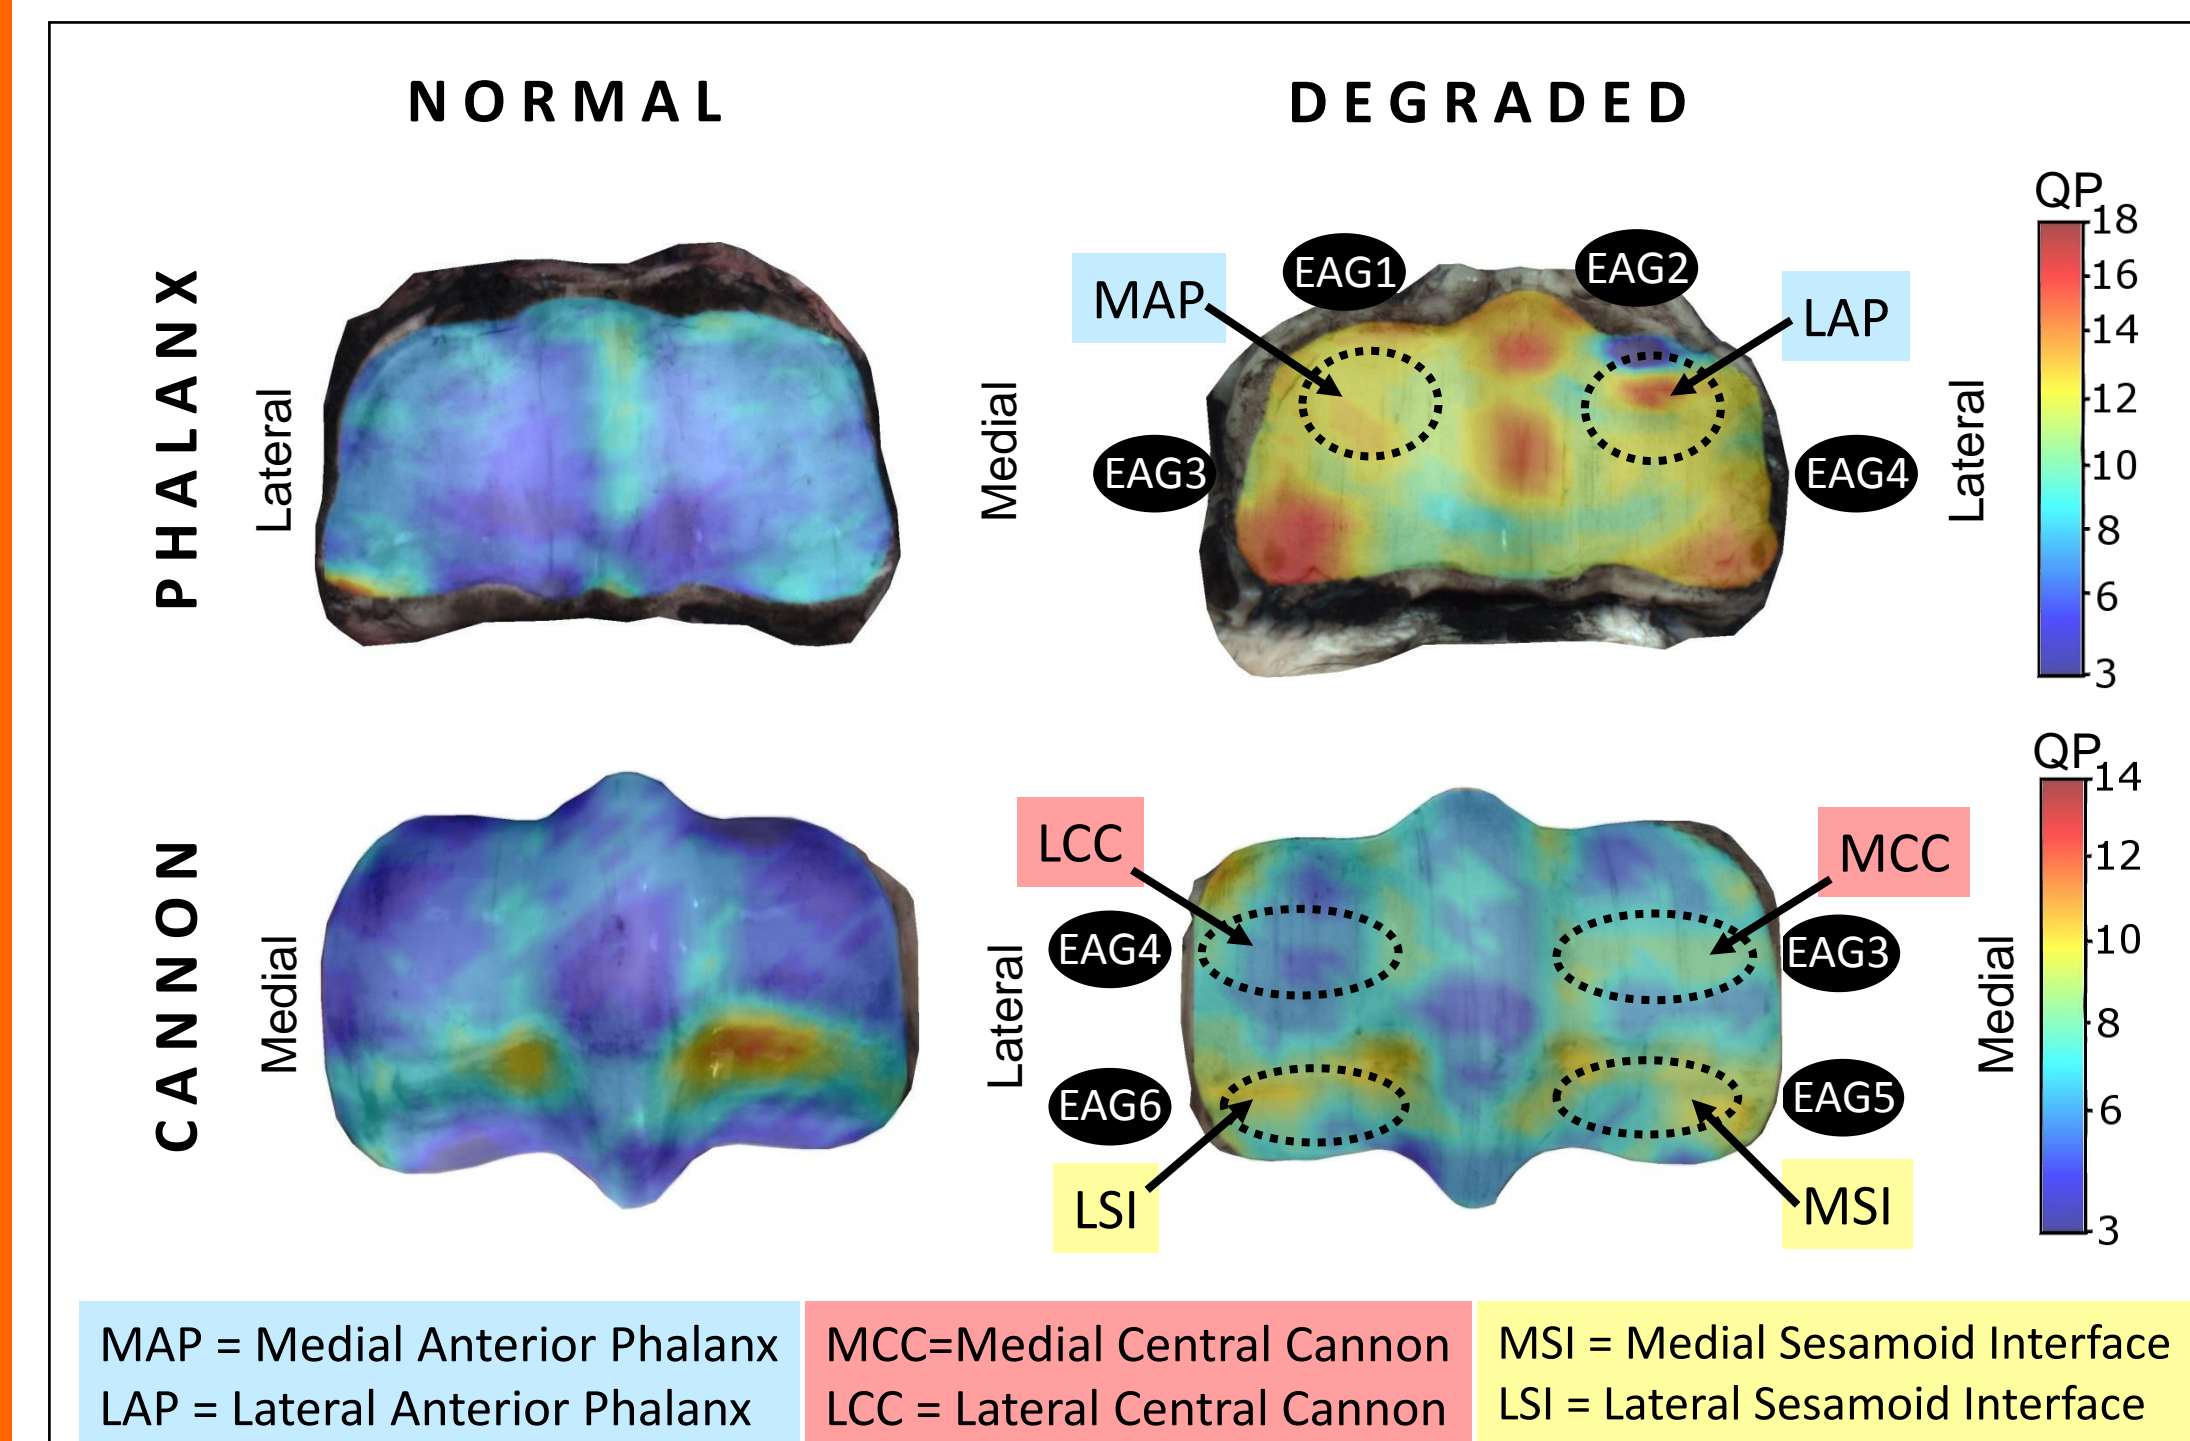 NORMAL
DEGRADED
PHALANX
Lateral
Medial
MAP
EAG1
EAG2
LAP
EAG3
EAG4
Lateral
QP
18
16
14
12
10
8
6
3
CANNON
Medial
Lateral
LCC
MCC
EAG4
EAG3
EAG6
EAG5
LSI
MSI
Medial
QP
14
12
10
8
6
3
MAP = Medial Anterior Phalanx
LAP = Lateral Anterior Phalanx
MCC=Medial Central Cannon
LCC = Lateral Central Cannon
MSI = Medial Sesamoid Interface
LSI = Lateral Sesamoid Interface